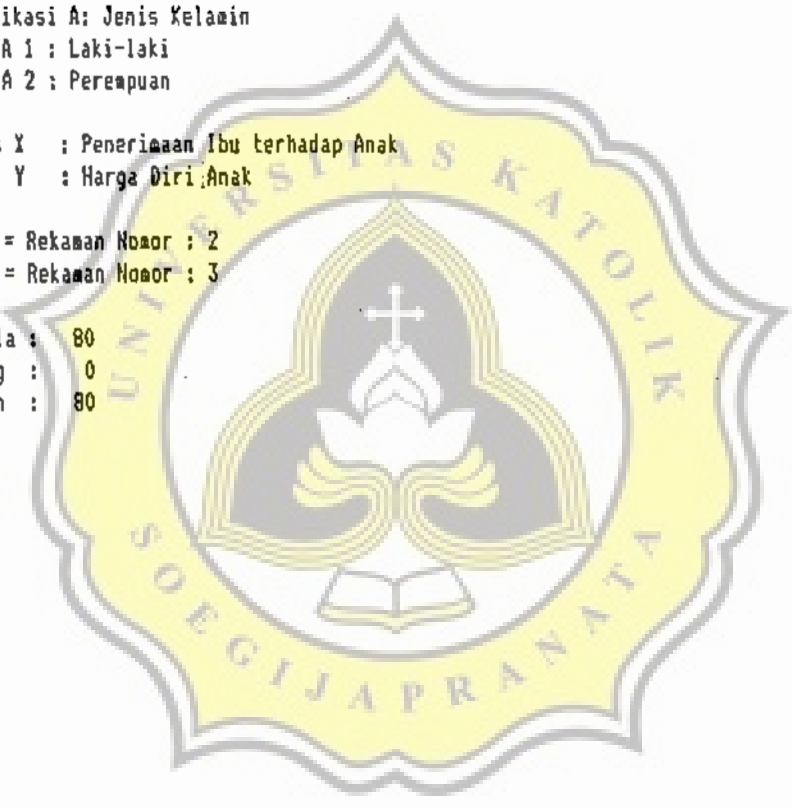 ikasi A: Jenis Kelamin
A 1 : Laki-laki
A 2 : Perempuan
X : Penerimaan Ibu terhadap Anak
Y : Harga Diri Anak
= Rekaman Nomor : 2
= Rekaman Nomor : 3
la : 80
g : 0
n : 80
UNIVERSITAS KATOLIK
SOEGIJAPRANATA